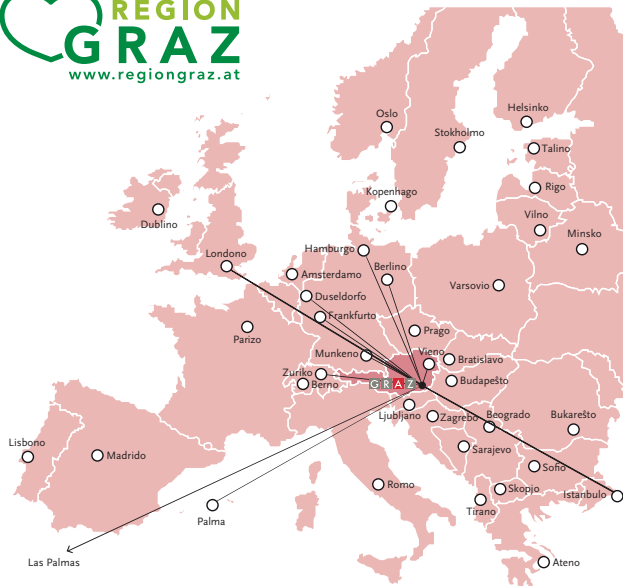 REGION
GRAZ
www.regiongraz.at
Oslo
Helsinko
Stokholmo
Talino
Rigo
Kopenhago
Vilno
Dublino
Minsko
Londono
Hamburgo
Berlino
Amsterdamo
Varsovio
Duseldorfo
Frankfurto
Parizo
Prago
Munkeno
Vieno
Bratislavo
Zuriko
Berno
GRAZ
Budapeŝto
Ljubljano
Zagrebo
Beogrado
Bukareŝto
Lisbono
Madrido
Sarajevo
Sofio
Romo
Skopjo
Istanbulo
Palma
Tirano
Las Palmas
Ateno